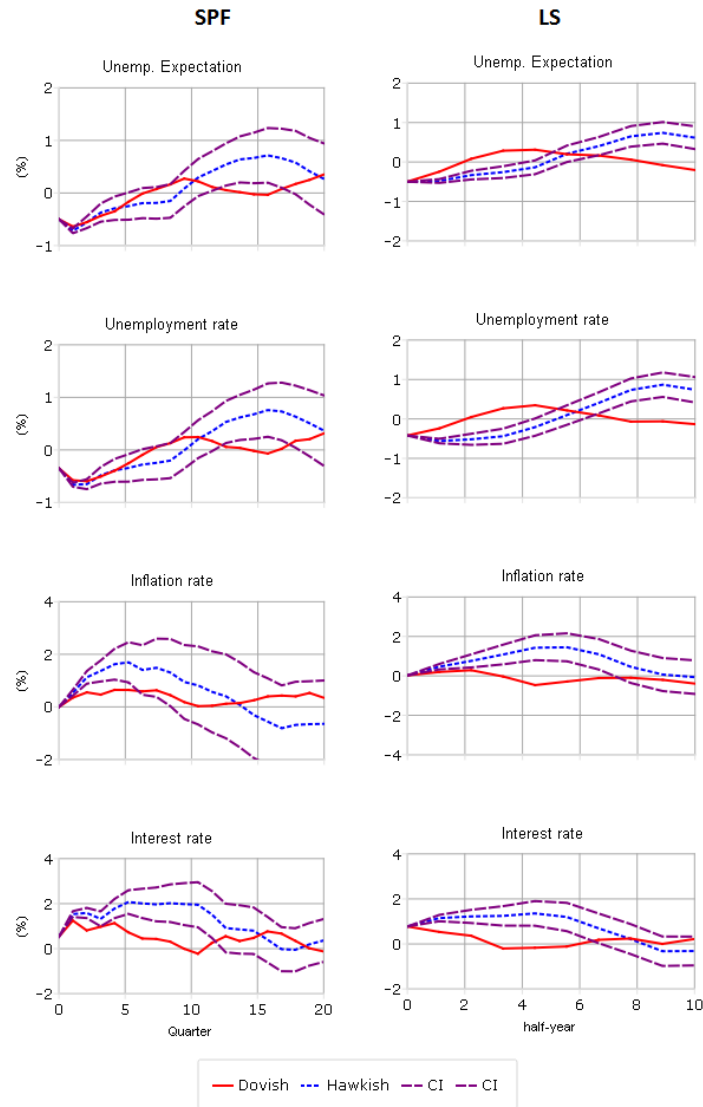 SPF LS
Unemp. Expectation
2
1
0
−1
(%)
Unemp. Expectation
2
1
0
−1
−2
Unemployment rate
2
1
0
−1
(%)
Unemployment rate
2
1
0
−1
−2
Inflation rate
4
2
0
−2
(%)
Inflation rate
4
2
0
−2
−4
Interest rate
4
2
0
−2
(%)
0 5 10 15 20
Quarter
Interest rate
4
2
0
−2
0 2 4 6 8 10
half-year
Dovish Hawkish CI CI